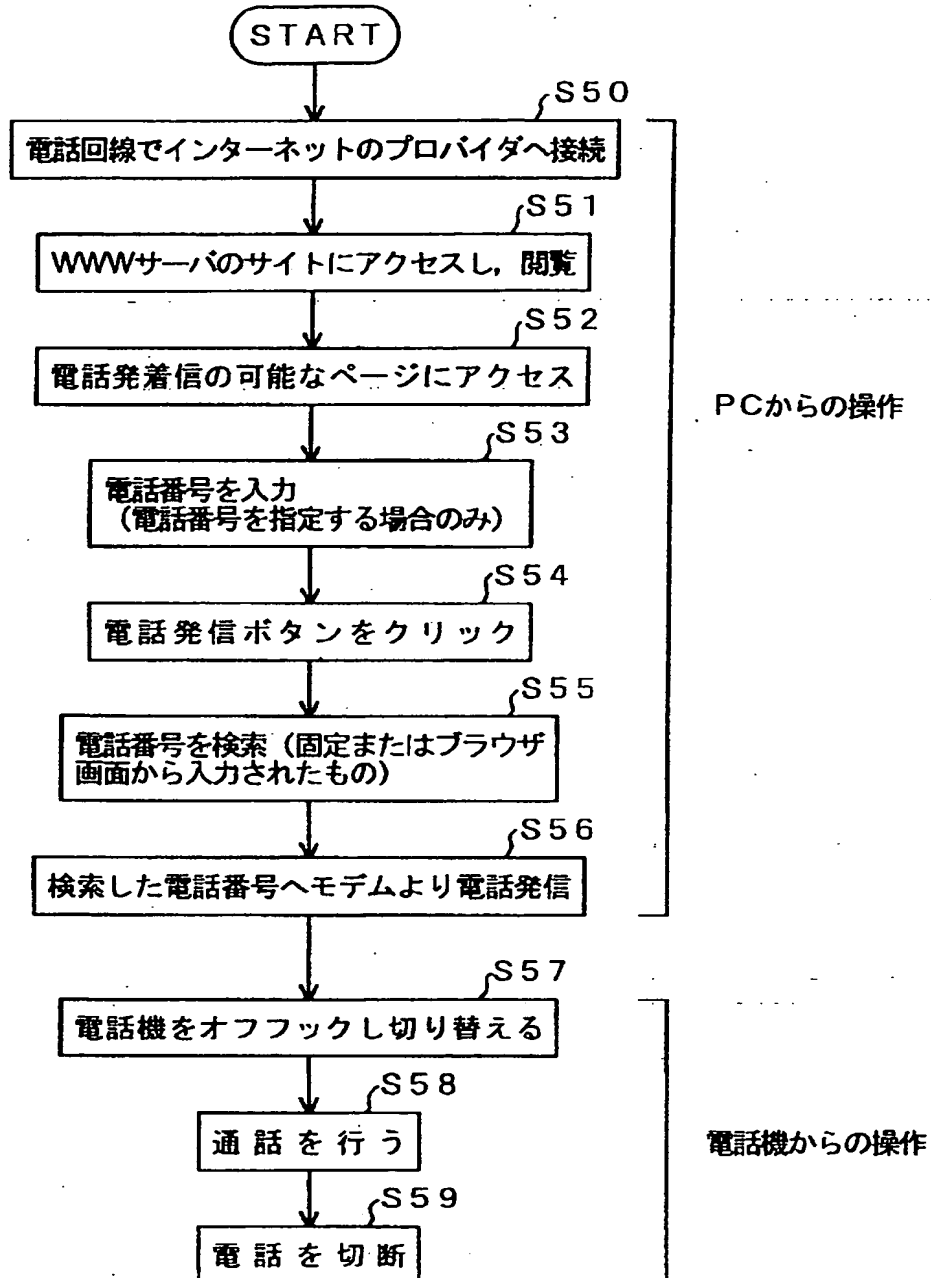 START
S50
電話回線でインターネットのプロバイダへ接続
S51
WWWサーバのサイトにアクセスし，閲覧
S52
電話発着信の可能なページにアクセス
PCからの操作
S53
電話番号を入力
（電話番号を指定する場合のみ）
S54
電話発信ボタンをクリック
S55
電話番号を検索（固定またはブラウザ
画面から入力されたもの）
S56
検索した電話番号へモデムより電話発信
S57
電話機をオフフックし切り替える
S58
通話を行う
電話機からの操作
S59
電話を切断